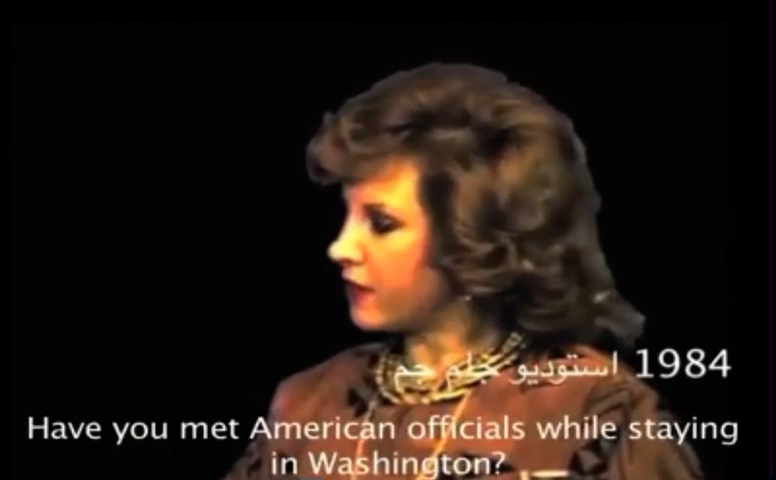 1984 استودیو جام جم
Have you met American officials while staying
in Washington?